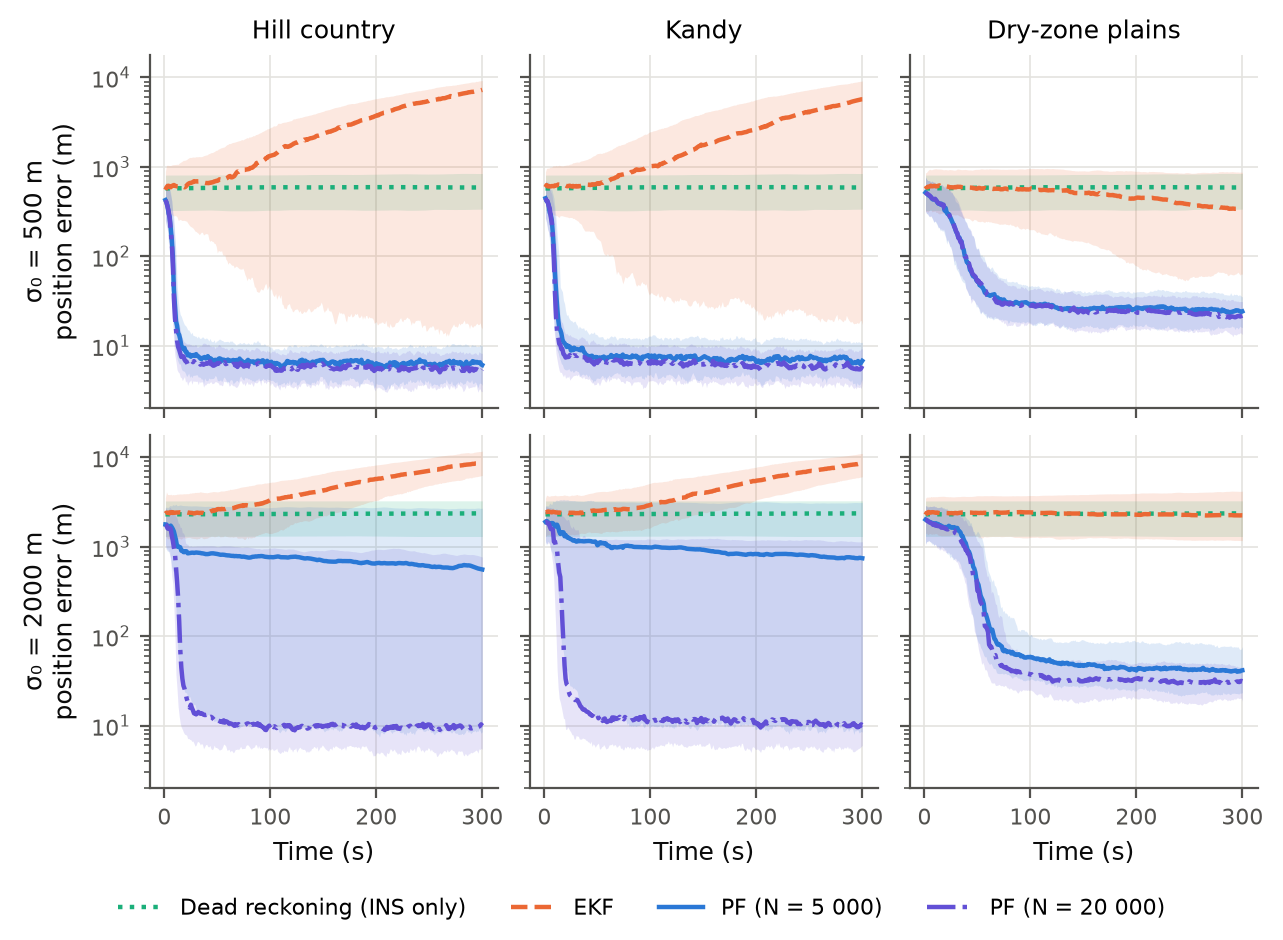 Hill country
Kandy
Dry-zone plains
σ₀ = 500 m
position error (m)
10⁴
10³
10²
10¹
σ₀ = 2000 m
position error (m)
10⁴
10³
10²
10¹
0 100 200 300
0 100 200 300
0 100 200 300
Time (s)
Time (s)
Time (s)
Dead reckoning (INS only)
EKF
PF (N = 5 000)
PF (N = 20 000)